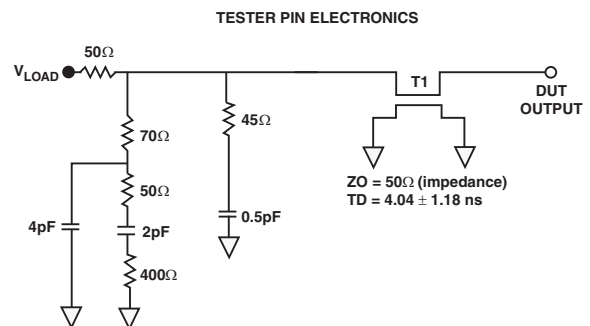 TESTER PIN ELECTRONICS
50Ω
V_LOAD
T1
DUT
OUTPUT
70Ω
45Ω
50Ω
ZO = 50Ω (impedance)
TD = 4.04 ± 1.18 ns
4pF
2pF
0.5pF
400Ω